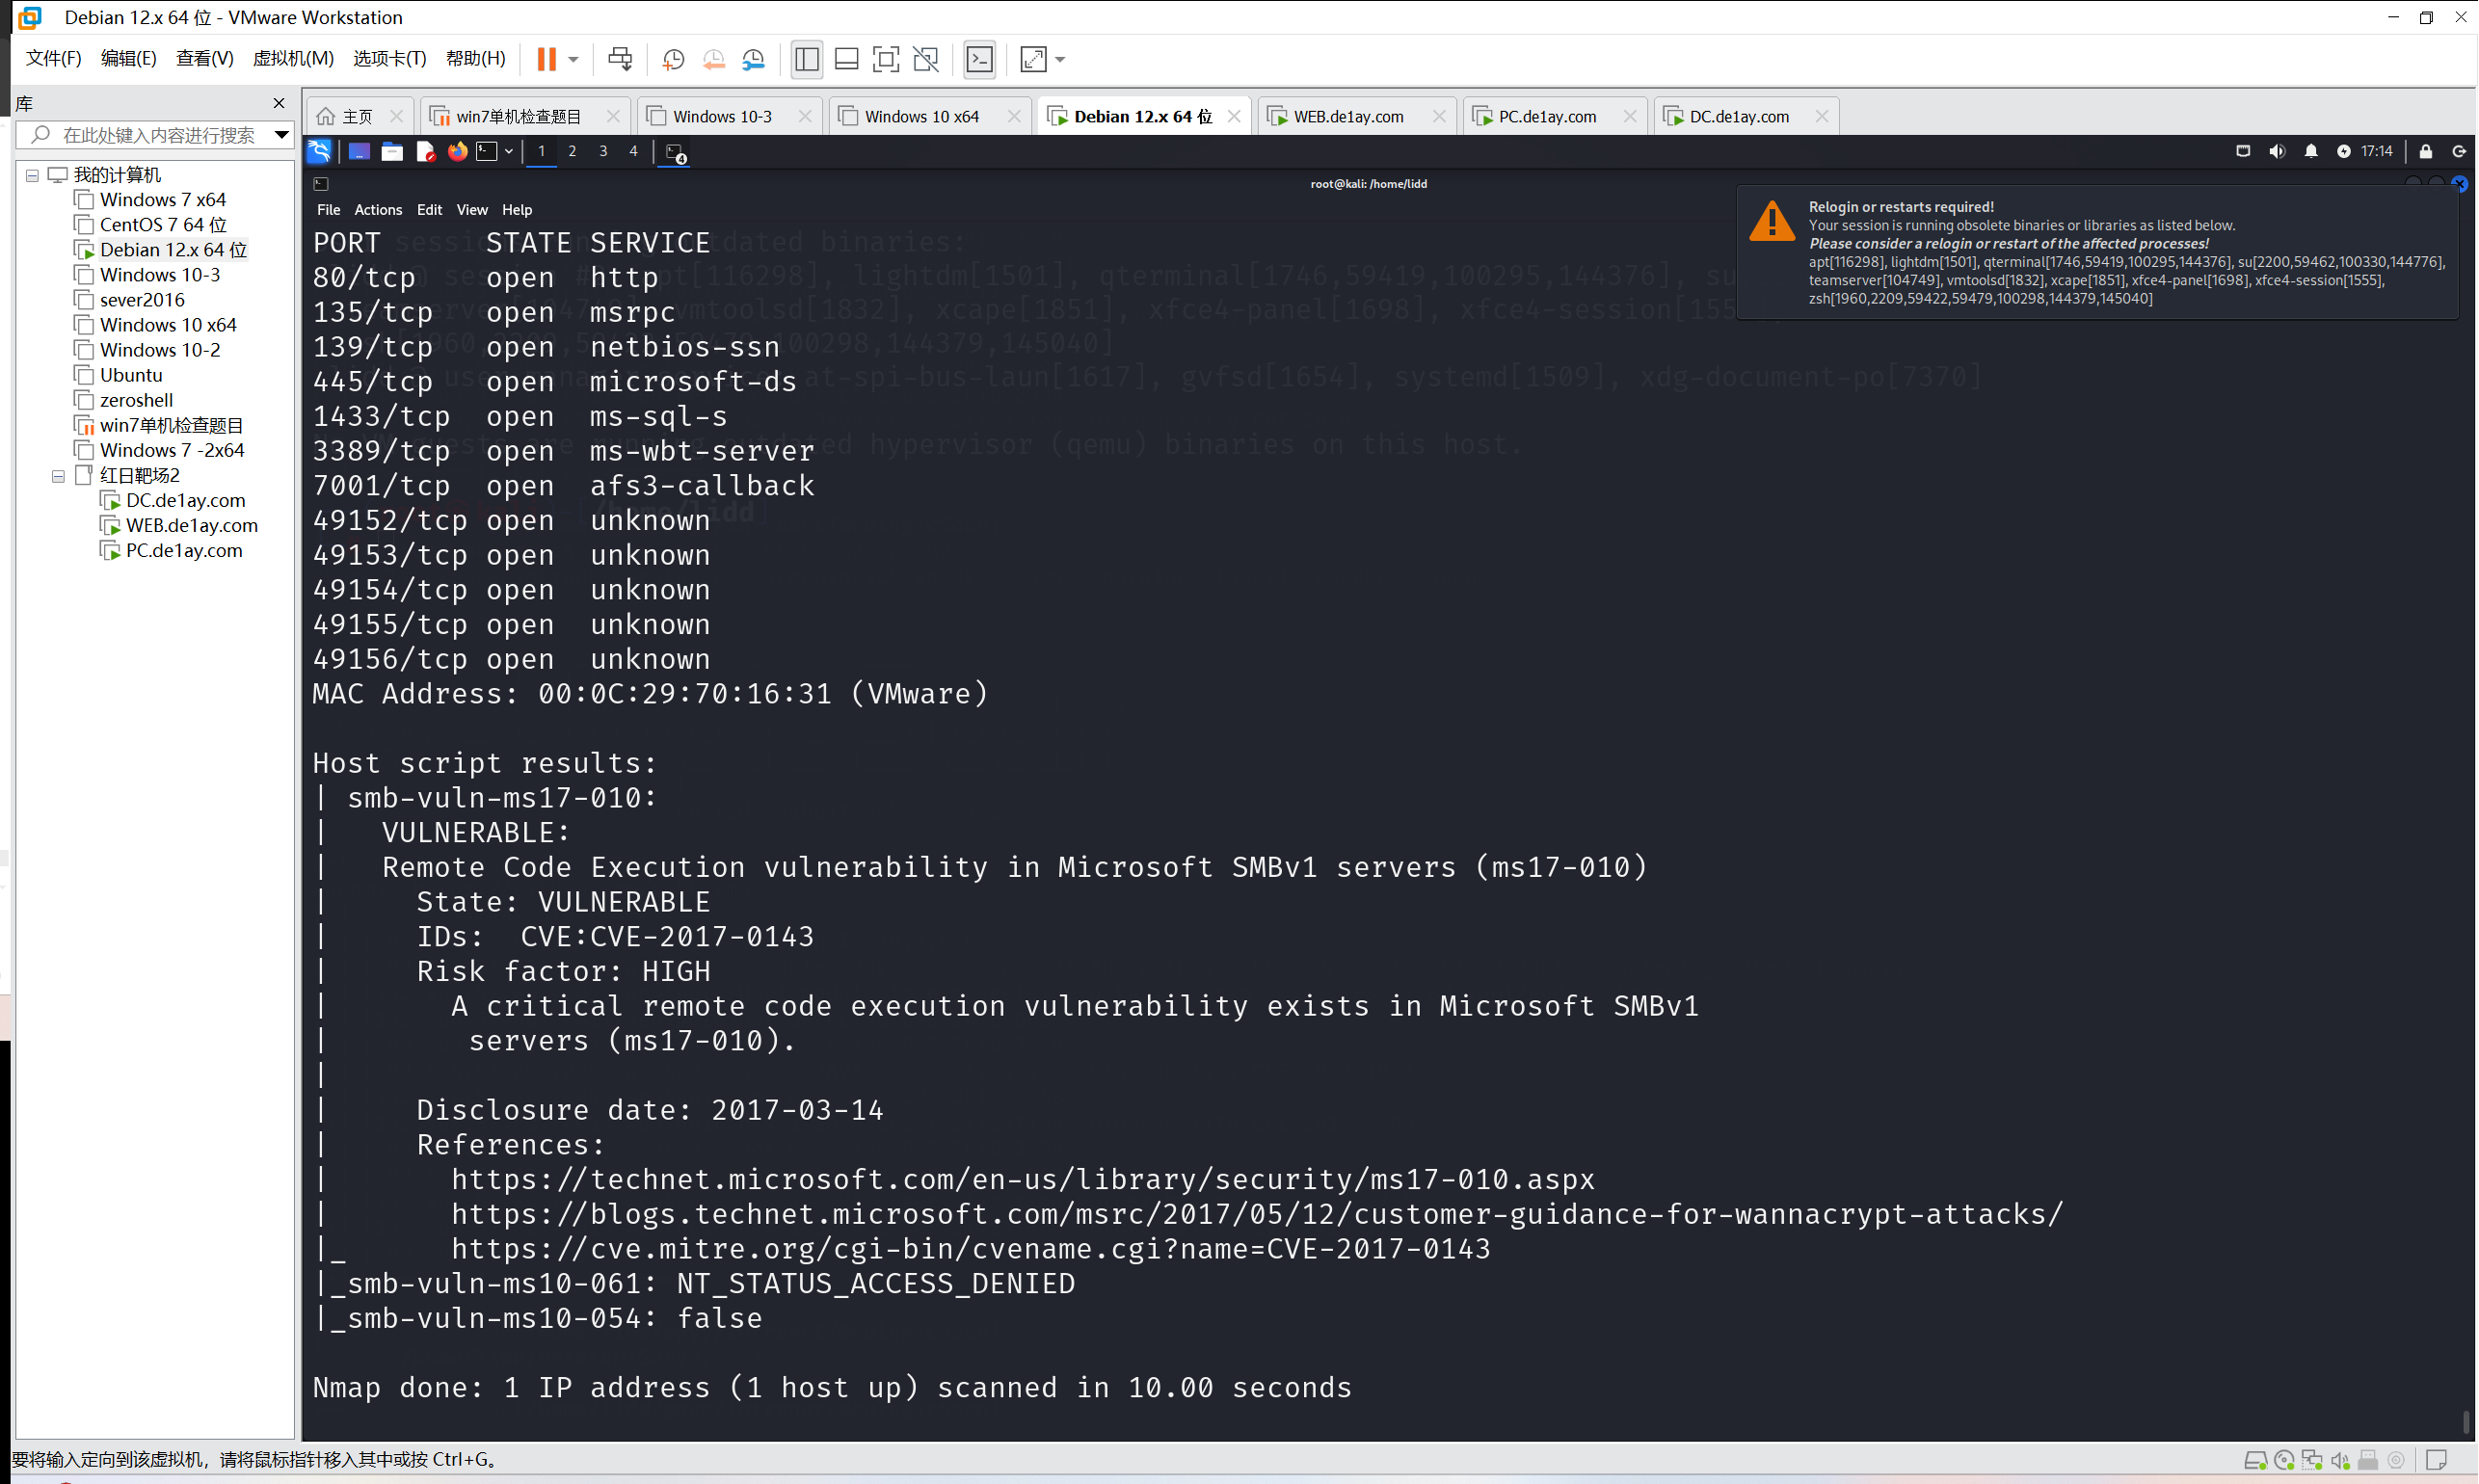 Debian 12.x 64 位 - VMware Workstation
文件(F) 编辑(E) 查看(V) 虚拟机(M) 选项卡(T) 帮助(H)
库
在此处键入内容进行搜索
我的计算机
Windows 7 x64
CentOS 7 64 位
Debian 12.x 64 位
Windows 10-3
sever2016
Windows 10 x64
Windows 10-2
Ubuntu
zeroshell
win7单机检查题目
Windows 7 -2x64
红日靶场2
DC.de1ay.com
WEB.de1ay.com
PC.de1ay.com
主页 win7单机检查题目 Windows 10-3 Windows 10 x64 Debian 12.x 64 位 WEB.de1ay.com PC.de1ay.com DC.de1ay.com
1 2 3 4 4 17:14
root@kali: /home/lidd
File Actions Edit View Help
Relogin or restarts required!
Your session is running obsolete binaries or libraries as listed below.
Please consider a relogin or restart of the affected processes!
apt[116298], lightdm[1501], qterminal[1746,59419,100295,144376], su[2200,59462,100330,144776],
teamserver[104749], vmtoolsd[1832], xcape[1851], xfce4-panel[1698], xfce4-session[1555],
zsh[1960,2209,59422,59479,100298,144379,145040]
PORT STATE SERVICE
80/tcp open http
135/tcp open msrpc
139/tcp open netbios-ssn
445/tcp open microsoft-ds
1433/tcp open ms-sql-s
3389/tcp open ms-wbt-server
7001/tcp open afs3-callback
49152/tcp open unknown
49153/tcp open unknown
49154/tcp open unknown
49155/tcp open unknown
49156/tcp open unknown
MAC Address: 00:0C:29:70:16:31 (VMware)
Host script results:
| smb-vuln-ms17-010:
|   VULNERABLE:
|   Remote Code Execution vulnerability in Microsoft SMBv1 servers (ms17-010)
|     State: VULNERABLE
|     IDs:  CVE:CVE-2017-0143
|     Risk factor: HIGH
|       A critical remote code execution vulnerability exists in Microsoft SMBv1
|        servers (ms17-010).
|
|     Disclosure date: 2017-03-14
|     References:
|       https://technet.microsoft.com/en-us/library/security/ms17-010.aspx
|       https://blogs.technet.microsoft.com/msrc/2017/05/12/customer-guidance-for-wannacrypt-attacks/
|_      https://cve.mitre.org/cgi-bin/cvename.cgi?name=CVE-2017-0143
|_smb-vuln-ms10-061: NT_STATUS_ACCESS_DENIED
|_smb-vuln-ms10-054: false
Nmap done: 1 IP address (1 host up) scanned in 10.00 seconds
要将输入定向到该虚拟机，请将鼠标指针移入其中或按 Ctrl+G。